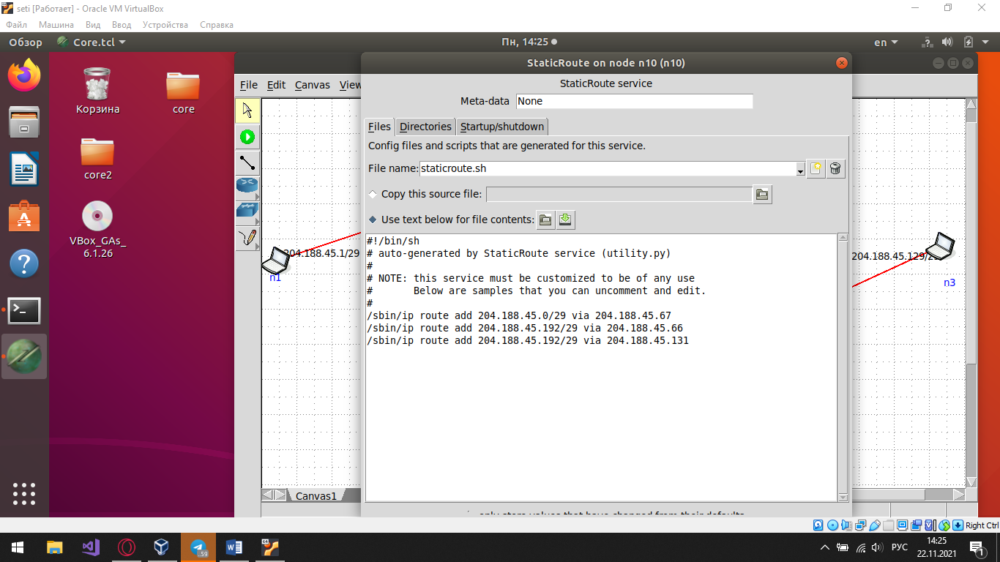 seti [Работает] - Oracle VM VirtualBox
Файл Машина Вид Ввод Устройства Справка
Обзор Core.tcl Пн, 14:25 en
StaticRoute on node n10 (n10)
Корзина
core
core2
VBox_GAs_
6.1.26
File Edit Canvas View
StaticRoute service
Meta-data None
Files Directories Startup/shutdown
Config files and scripts that are generated for this service.
File name: staticroute.sh
Copy this source file:
Use text below for file contents:
#!/bin/sh
# auto-generated by StaticRoute service (utility.py)
#
# NOTE: this service must be customized to be of any use
# Below are samples that you can uncomment and edit.
#
/sbin/ip route add 204.188.45.0/29 via 204.188.45.67
/sbin/ip route add 204.188.45.192/29 via 204.188.45.66
/sbin/ip route add 204.188.45.192/29 via 204.188.45.131
204.188.45.1/29
n1
204.188.45.129/29
n3
Canvas1
only store values that have changed from their defaults
Right Ctrl
59
64
РУС
14:25
22.11.2021
1